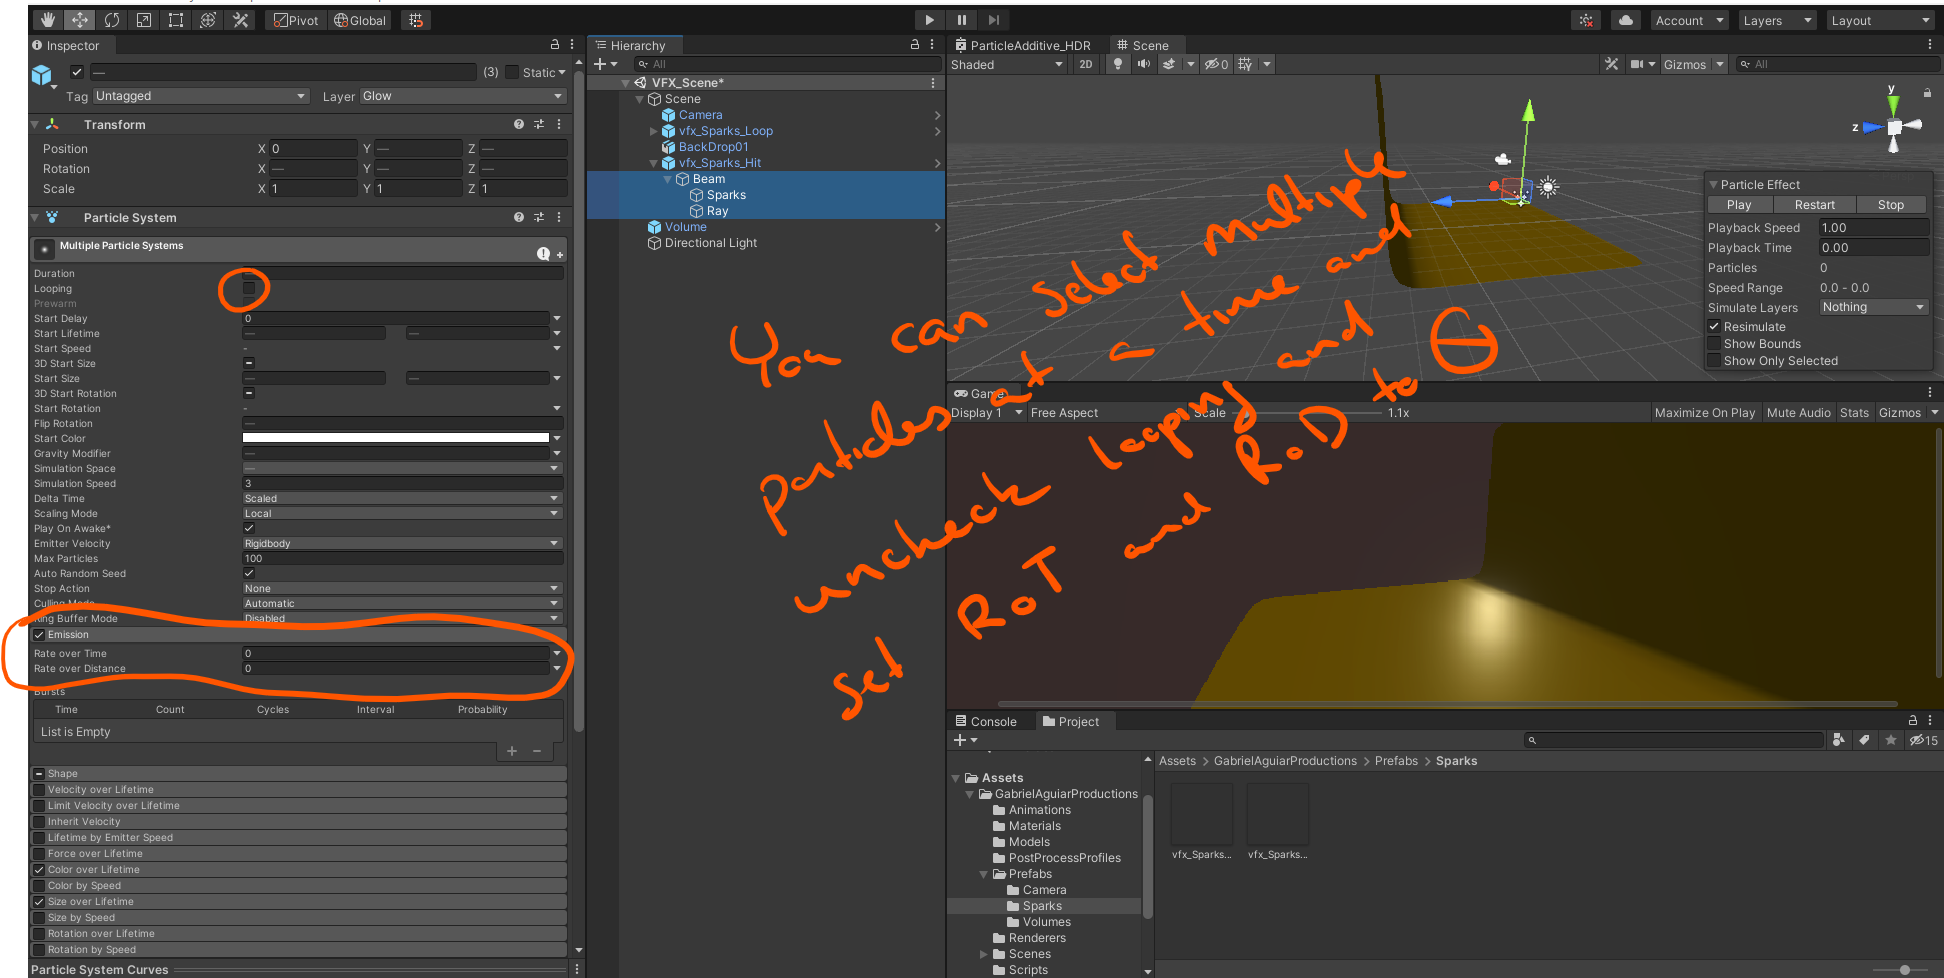 Pivot
Global
Account
Layers
Layout
Inspector
—
(3)
Static
Tag Untagged
Layer Glow
Transform
Position X 0 Y — Z —
Rotation X — Y — Z —
Scale X 1 Y 1 Z 1
Particle System
Multiple Particle Systems
Duration —
Looping
Prewarm
Start Delay 0
Start Lifetime — —
Start Speed -
3D Start Size
Start Size — —
3D Start Rotation
Start Rotation -
Flip Rotation —
Start Color
Gravity Modifier —
Simulation Space —
Simulation Speed 3
Delta Time Scaled
Scaling Mode Local
Play On Awake*
Emitter Velocity Rigidbody
Max Particles 100
Auto Random Seed
Stop Action None
Culling Mode Automatic
Ring Buffer Mode Disabled
Emission
Rate over Time 0
Rate over Distance 0
Bursts
Time Count Cycles Interval Probability
List is Empty
Shape
Velocity over Lifetime
Limit Velocity over Lifetime
Inherit Velocity
Lifetime by Emitter Speed
Force over Lifetime
Color over Lifetime
Color by Speed
Size over Lifetime
Size by Speed
Rotation over Lifetime
Rotation by Speed
Particle System Curves
Hierarchy
All
VFX_Scene*
Scene
Camera
vfx_Sparks_Loop
BackDrop01
vfx_Sparks_Hit
Beam
Sparks
Ray
Volume
Directional Light
You can select multiple
particles at a time and
uncheck looping and
set RoT and RoD to 0
ParticleAdditive_HDR
Scene
Shaded
2D
0
Gizmos
All
y
z
Particle Effect
Play Restart Stop
Playback Speed 1.00
Playback Time 0.00
Particles 0
Speed Range 0.0 - 0.0
Simulate Layers Nothing
Resimulate
Show Bounds
Show Only Selected
Game
Display 1
Free Aspect
Scale
1.1x
Maximize On Play
Mute Audio
Stats
Gizmos
Console
Project
15
Assets
GabrielAguiarProductions
Animations
Materials
Models
PostProcessProfiles
Prefabs
Camera
Sparks
Volumes
Renderers
Scenes
Scripts
Assets > GabrielAguiarProductions > Prefabs > Sparks
vfx_Sparks...
vfx_Sparks...